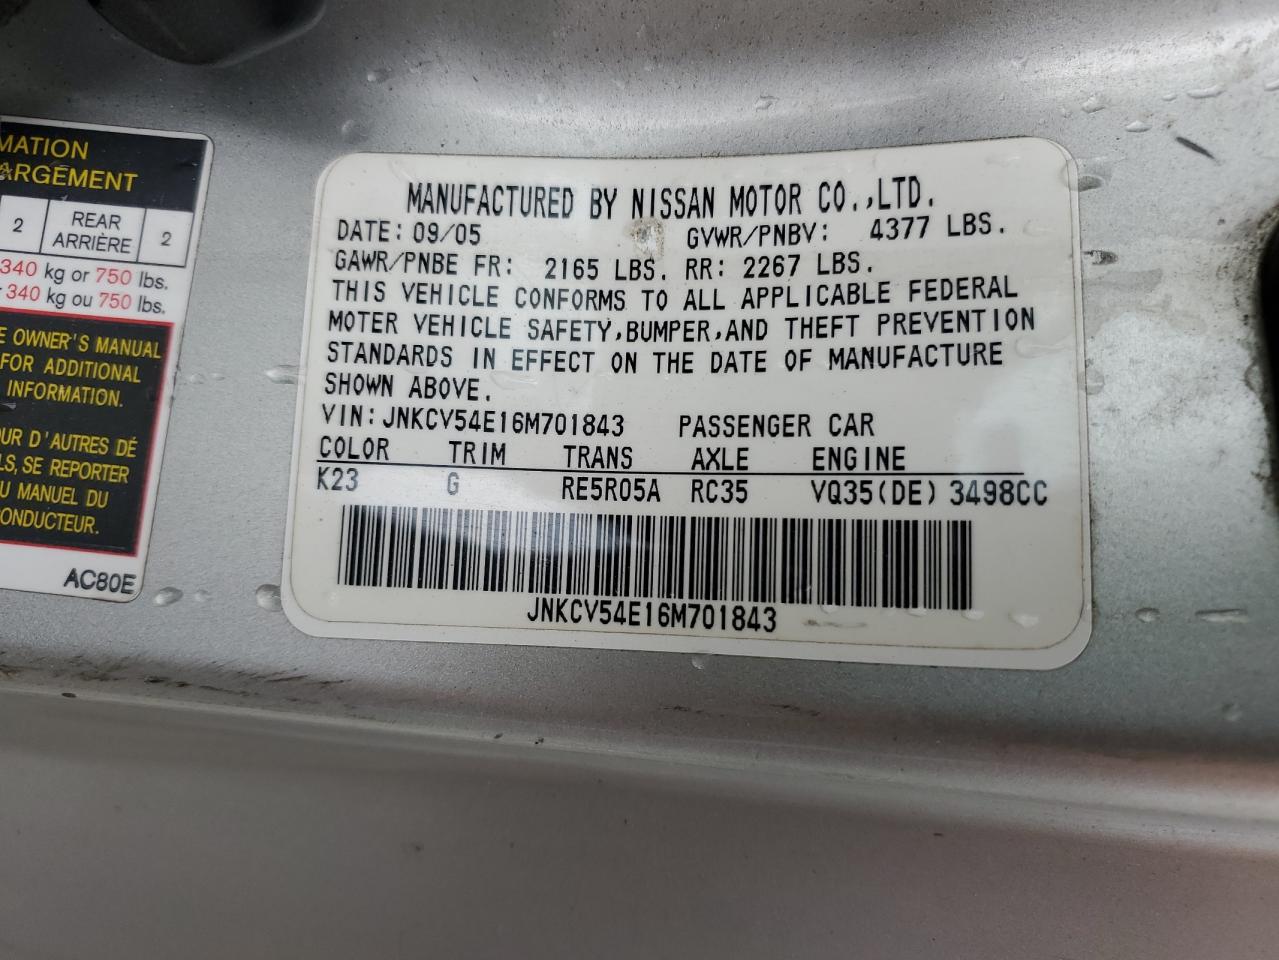 MATION
ARGEMENT
2 REAR ARRIÈRE 2
340 kg or 750 lbs.
340 kg ou 750 lbs.
E OWNER'S MANUAL
FOR ADDITIONAL
INFORMATION.
OUR D'AUTRES DÉ
LS, SE REPORTER
U MANUEL DU
ONDUCTEUR.
AC80E
MANUFACTURED BY NISSAN MOTOR CO.,LTD.
DATE: 09/05 GVWR/PNBV: 4377 LBS.
GAWR/PNBE FR: 2165 LBS. RR: 2267 LBS.
THIS VEHICLE CONFORMS TO ALL APPLICABLE FEDERAL
MOTER VEHICLE SAFETY,BUMPER,AND THEFT PREVENTION
STANDARDS IN EFFECT ON THE DATE OF MANUFACTURE
SHOWN ABOVE.
VIN:JNKCV54E16M701843 PASSENGER CAR
COLOR TRIM TRANS AXLE ENGINE
K23 G RE5R05A RC35 VQ35(DE) 3498CC
JNKCV54E16M701843